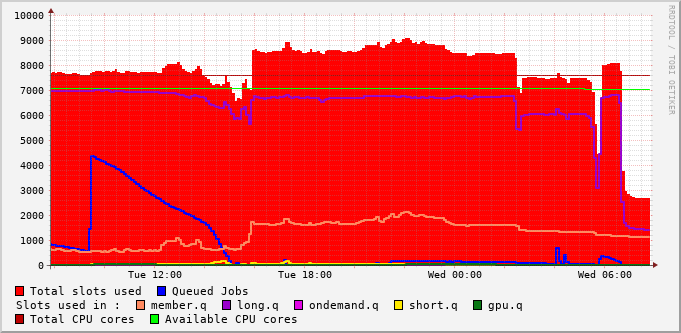 10000
9000
8000
7000
6000
5000
4000
3000
2000
1000
0
Tue 12:00 Tue 18:00 Wed 00:00 Wed 06:00
RRDTOOL / TOBI OETIKER
Total slots used Queued Jobs
Slots used in : member.q long.q ondemand.q short.q gpu.q
Total CPU cores Available CPU cores